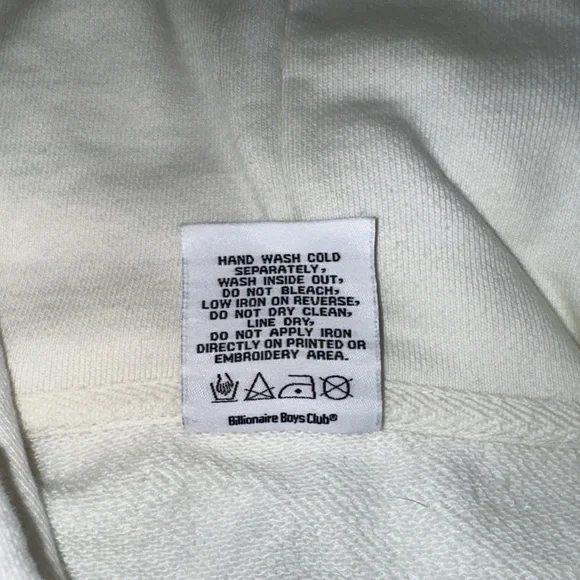 HAND WASH COLD
SEPARATELY,
WASH INSIDE OUT,
DO NOT BLEACH,
LOW IRON ON REVERSE,
DO NOT DRY CLEAN,
LINE DRY,
DO NOT APPLY IRON
DIRECTLY ON PRINTED OR
EMBROIDERY AREA.
Billionaire Boys Club®